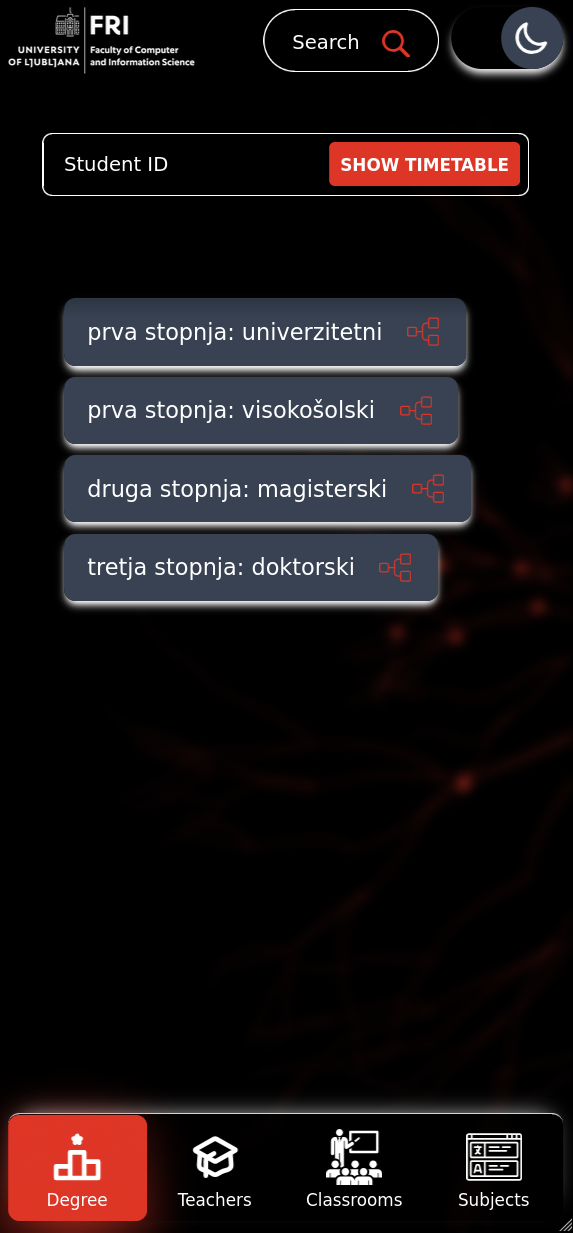 FRI
UNIVERSITY
OF LJUBLJANA
Faculty of Computer
and Information Science
Search
Student ID
SHOW TIMETABLE
prva stopnja: univerzitetni
prva stopnja: visokošolski
druga stopnja: magisterski
tretja stopnja: doktorski
Degree
Teachers
Classrooms
Subjects